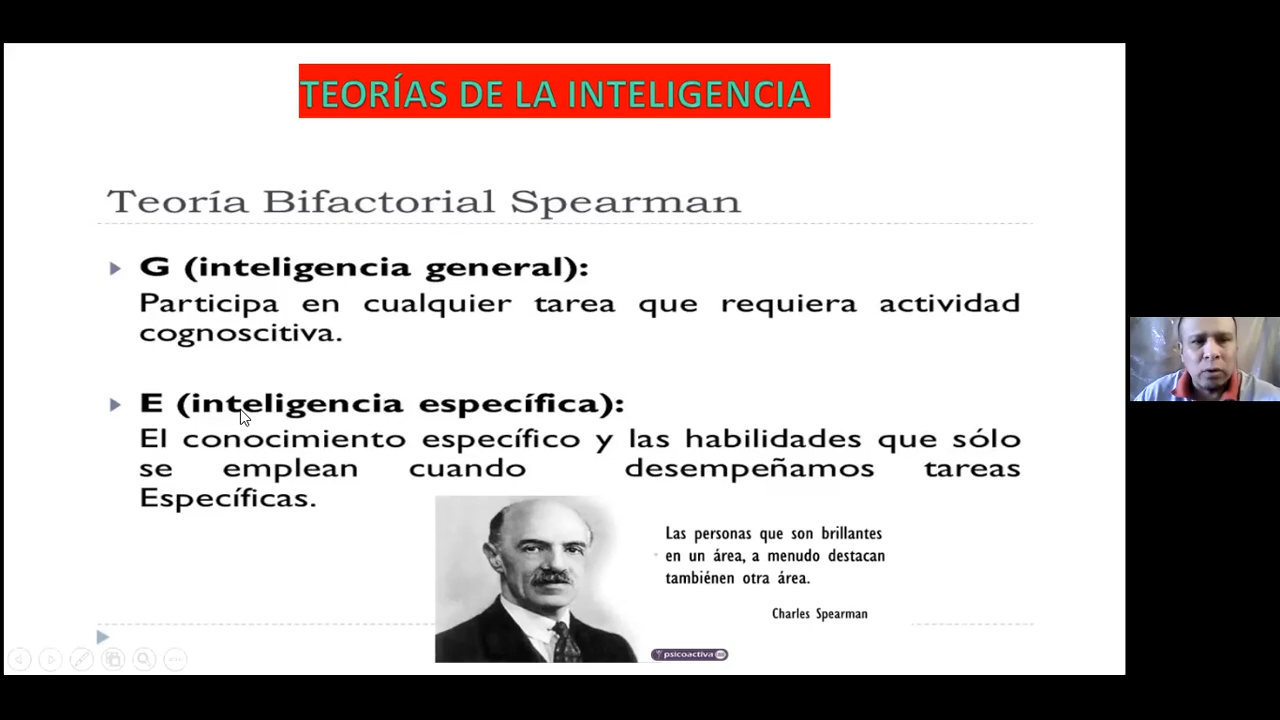 TEORÍAS DE LA INTELIGENCIA
Teoría Bifactorial Spearman
G (inteligencia general):
Participa en cualquier tarea que requiera actividad
cognoscitiva.
E (inteligencia específica):
El conocimiento específico y las habilidades que sólo
se emplean cuando desempeñamos tareas
Específicas.
Las personas que son brillantes
en un área, a menudo destacan
tambiénen otra área.
Charles Spearman
psicoactiva